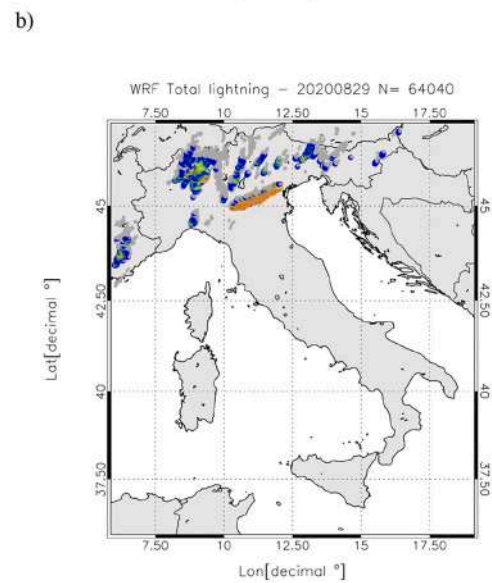 b)
WRF Total lightning – 20200829 N= 64040
7.50 10 12.50 15 17.50
45 45
42.50 42.50
40 40
37.50 37.50
Lat[decimal °]
7.50 10 12.50 15 17.50
Lon[decimal °]